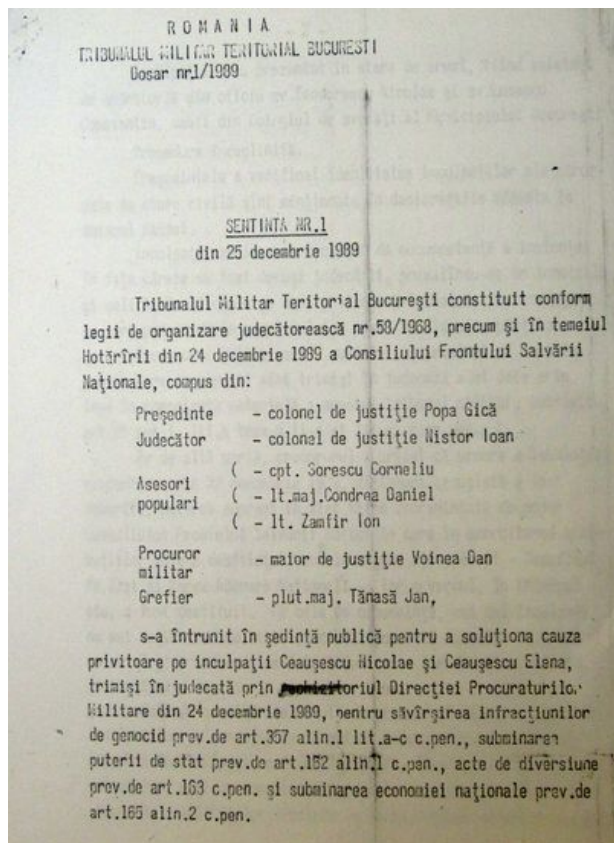 R O M A N I A
TRIBUNALUL MILITAR TERITORIAL BUCURESTI
Dosar nr.1/1989
SENTINTA NR.1
din 25 decembrie 1989
Tribunalul Militar Teritorial Bucureşti constituit conform
legii de organizare judecătorească nr.58/1968, precum şi în temeiul
Hotărîrii din 24 decembrie 1989 a Consiliului Frontului Salvării
Naţionale, compus din:
Preşedinte - colonel de justiţie Popa Gică
Judecător - colonel de justiţie Nistor Ioan
Asesori populari ( - cpt. Sorescu Corneliu
( - lt.maj.Condrea Daniel
( - lt. Zamfir Ion
Procuror militar - maior de justiţie Voinea Dan
Grefier - plut.maj. Tănasă Jan,
s-a întrunit în şedinţă publică pentru a soluţiona cauza
privitoare pe inculpaţii Ceauşescu Nicolae şi Ceauşescu Elena,
trimişi în judecată prin rechizitoriul Direcţiei Procuraturilor
Militare din 24 decembrie 1989, pentru săvîrşirea infracţiunilor
de genocid prev.de art.357 alin.1 lit.a-c c.pen., subminarea
puterii de stat prev.de art.162 alin.1 c.pen., acte de diversiune
prev.de art.163 c.pen. şi subminarea economiei naţionale prev.de
art.165 alin.2 c.pen.